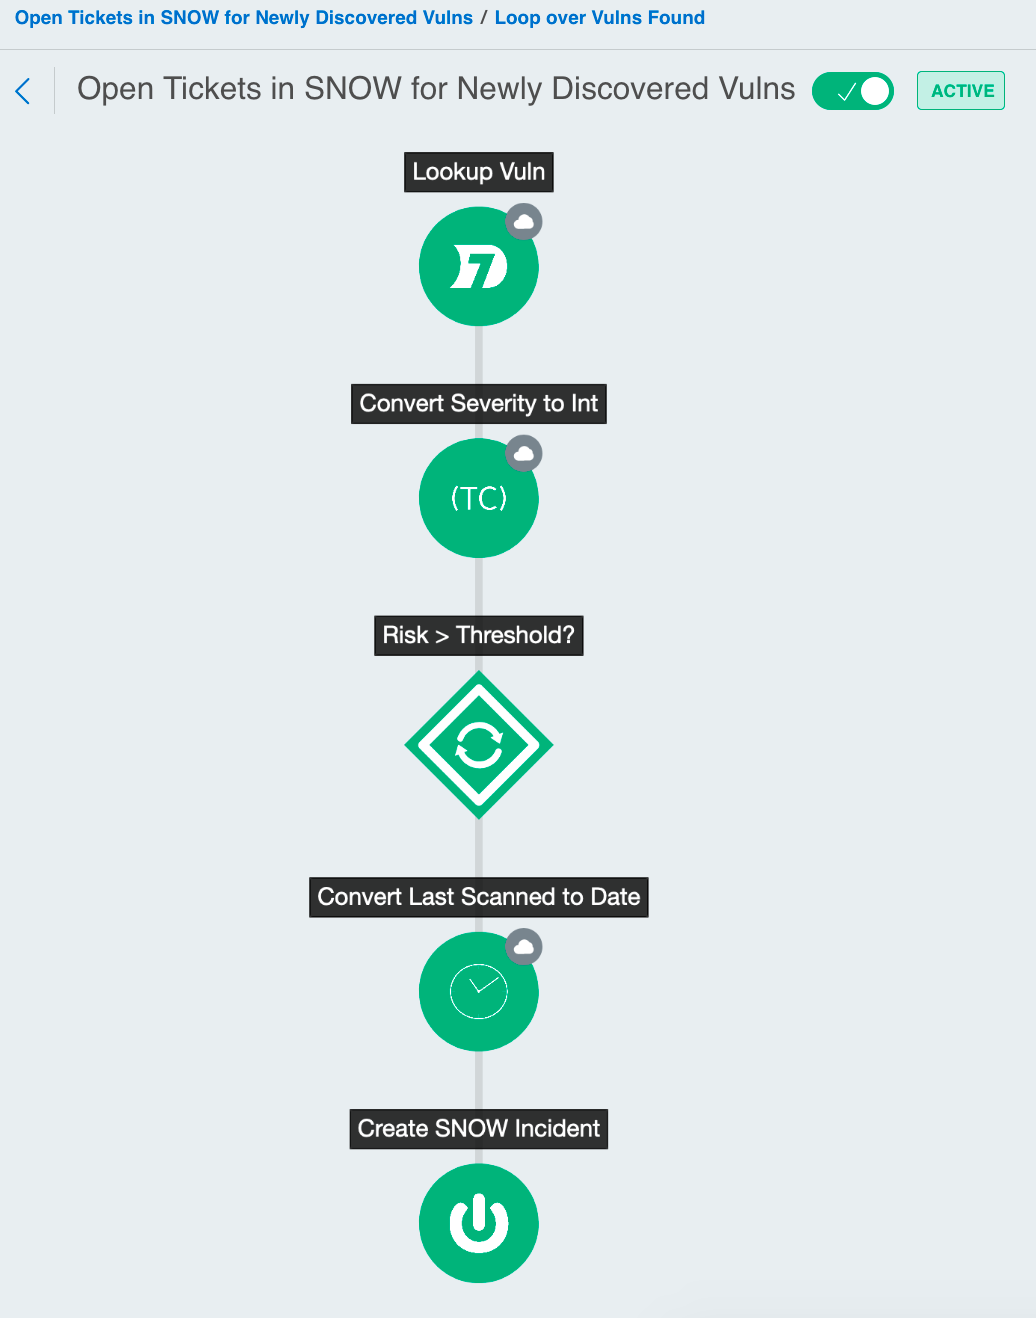 Open Tickets in SNOW for Newly Discovered Vulns / Loop over Vulns Found
Open Tickets in SNOW for Newly Discovered Vulns
ACTIVE
Lookup Vuln
7
Convert Severity to Int
(TC)
Risk > Threshold?
Convert Last Scanned to Date
Create SNOW Incident